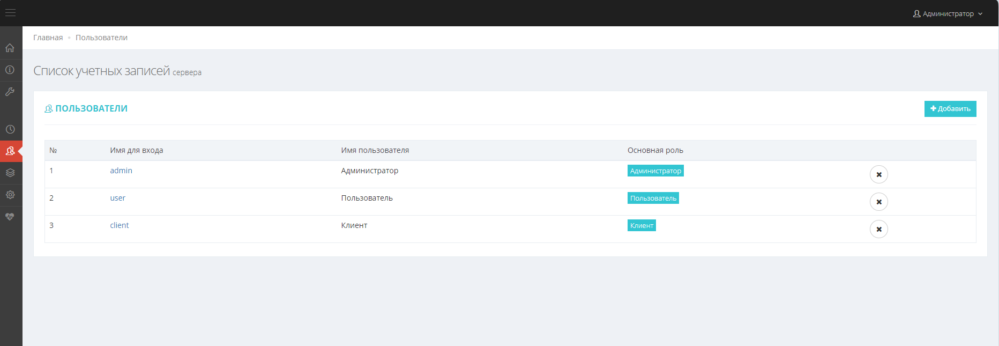 Администратор
Главная • Пользователи
Список учетных записей сервера
ПОЛЬЗОВАТЕЛИ
Добавить
№ Имя для входа Имя пользователя Основная роль
1 admin Администратор Администратор
2 user Пользователь Пользователь
3 client Клиент Клиент